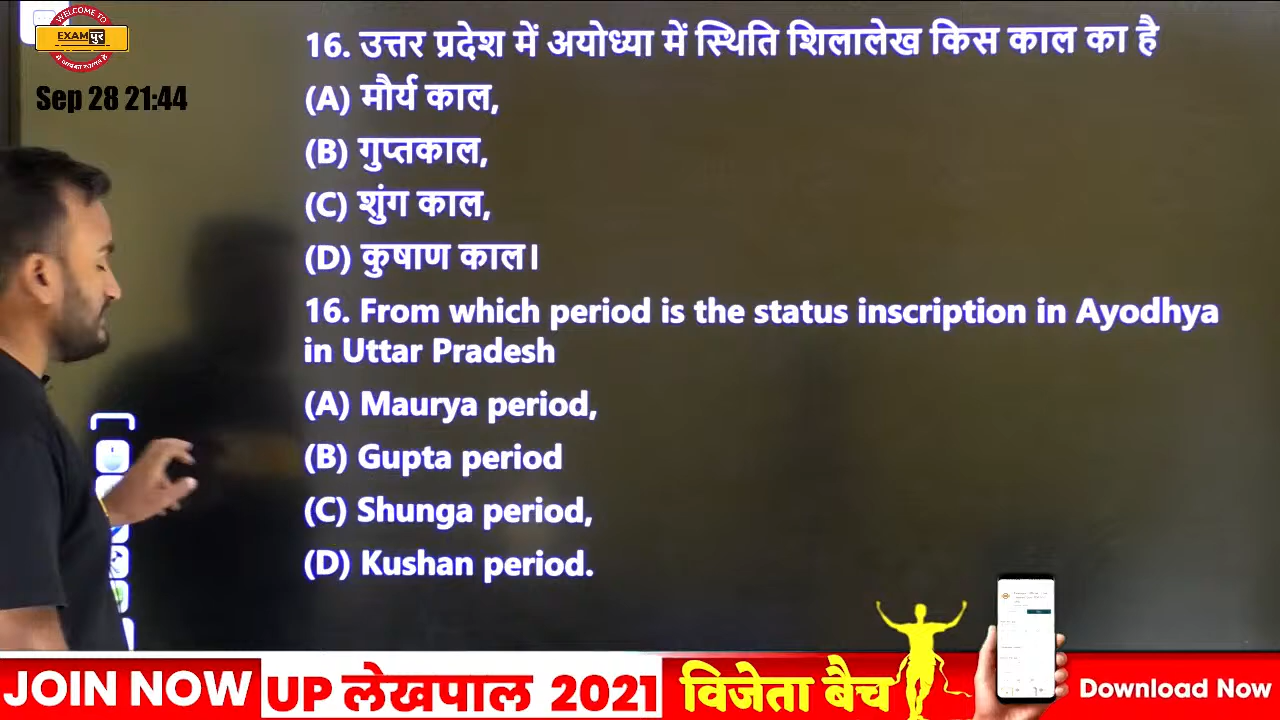 WELCOME TO
EXAM पुर
Sep 28 21:44
16. उत्तर प्रदेश में अयोध्या में स्थिति शिलालेख किस काल का है
(A) मौर्य काल,
(B) गुप्तकाल,
(C) शुंग काल,
(D) कुषाण काल।
16. From which period is the status inscription in Ayodhya
in Uttar Pradesh
(A) Maurya period,
(B) Gupta period
(C) Shunga period,
(D) Kushan period.
JOIN NOW
UP लेखपाल 2021
विजेता बैच
Download Now